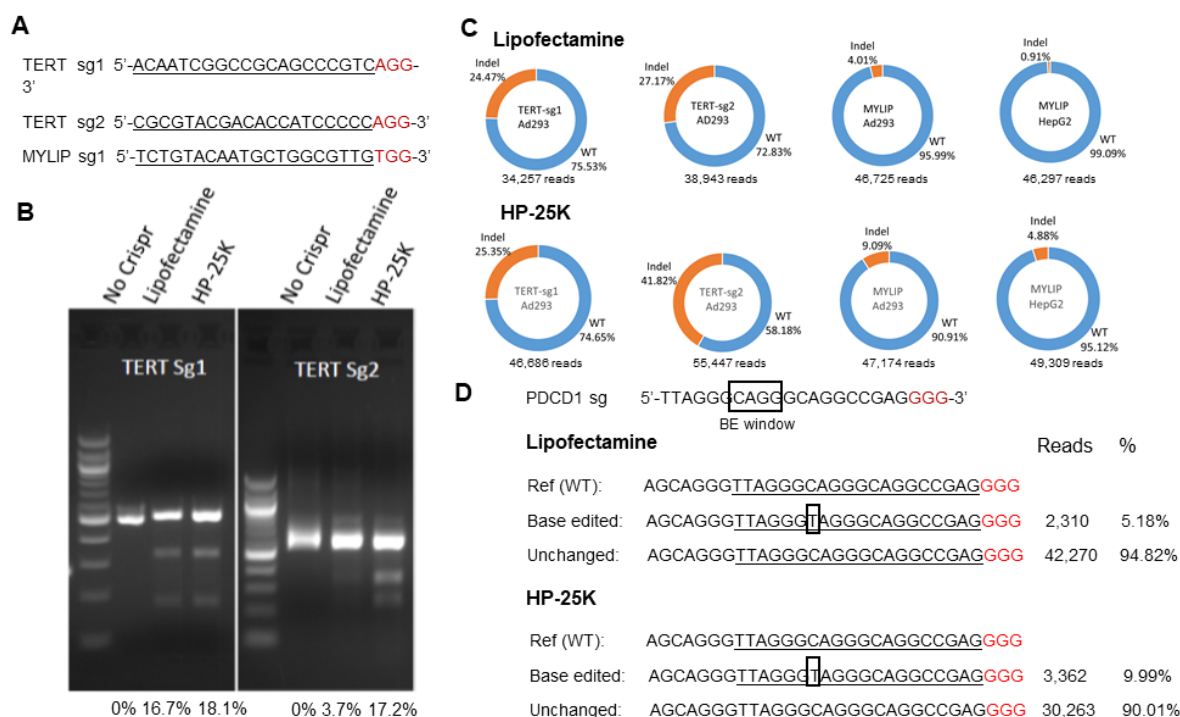 A
TERT sg1 5’-ACAATCGGCCGCAGCCCGTCAGG-
3’
TERT sg2 5’-CGCGTACGACACCATCCCCCAGG-3’
MYLIP sg1 5’-TCTGTACAATGCTGGCGTTGTGG-3’
B
No Crispr
Lipofectamine
HP-25K
No Crispr
Lipofectamine
HP-25K
TERT Sg1
TERT Sg2
0% 16.7% 18.1%
0% 3.7% 17.2%
C
Lipofectamine
Indel
24.47%
TERT-sg1
Ad293
WT
75.53%
34,257 reads
Indel
27.17%
TERT-sg2
AD293
WT
72.83%
38,943 reads
Indel
4.01%
MYLIP
Ad293
WT
95.99%
46,725 reads
Indel
0.91%
MYLIP
HepG2
WT
99.09%
46,297 reads
HP-25K
Indel
25.35%
TERT-sg1
Ad293
WT
74.65%
46,686 reads
Indel
41.82%
TERT-sg2
Ad293
WT
58.18%
55,447 reads
Indel
9.09%
MYLIP
Ad293
WT
90.91%
47,174 reads
Indel
4.88%
MYLIP
HepG2
WT
95.12%
49,309 reads
D
PDCD1 sg 5’-TTAGGGCAGGGCAGGCCGAGGGG-3’
BE window
Lipofectamine
Reads %
Ref (WT): AGCAGGGTTAGGGCAGGGCAGGCCGAGGGG
Base edited: AGCAGGGTTAGGGTAGGGCAGGCCGAGGGG 2,310 5.18%
Unchanged: AGCAGGGTTAGGGCAGGGCAGGCCGAGGGG 42,270 94.82%
HP-25K
Ref (WT): AGCAGGGTTAGGGCAGGGCAGGCCGAGGGG
Base edited: AGCAGGGTTAGGGTAGGGCAGGCCGAGGGG 3,362 9.99%
Unchanged: AGCAGGGTTAGGGCAGGGCAGGCCGAGGGG 30,263 90.01%